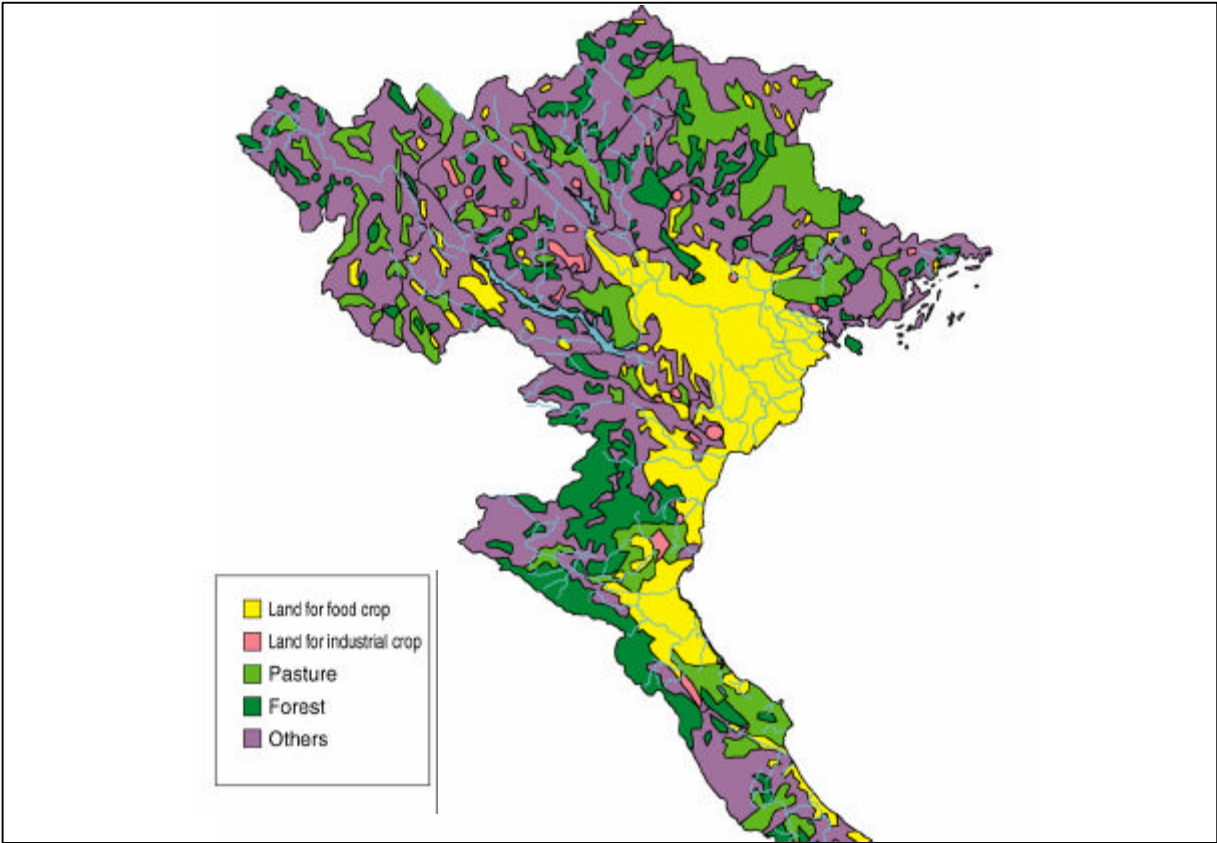 Land for food crop
Land for industrial crop
Pasture
Forest
Others